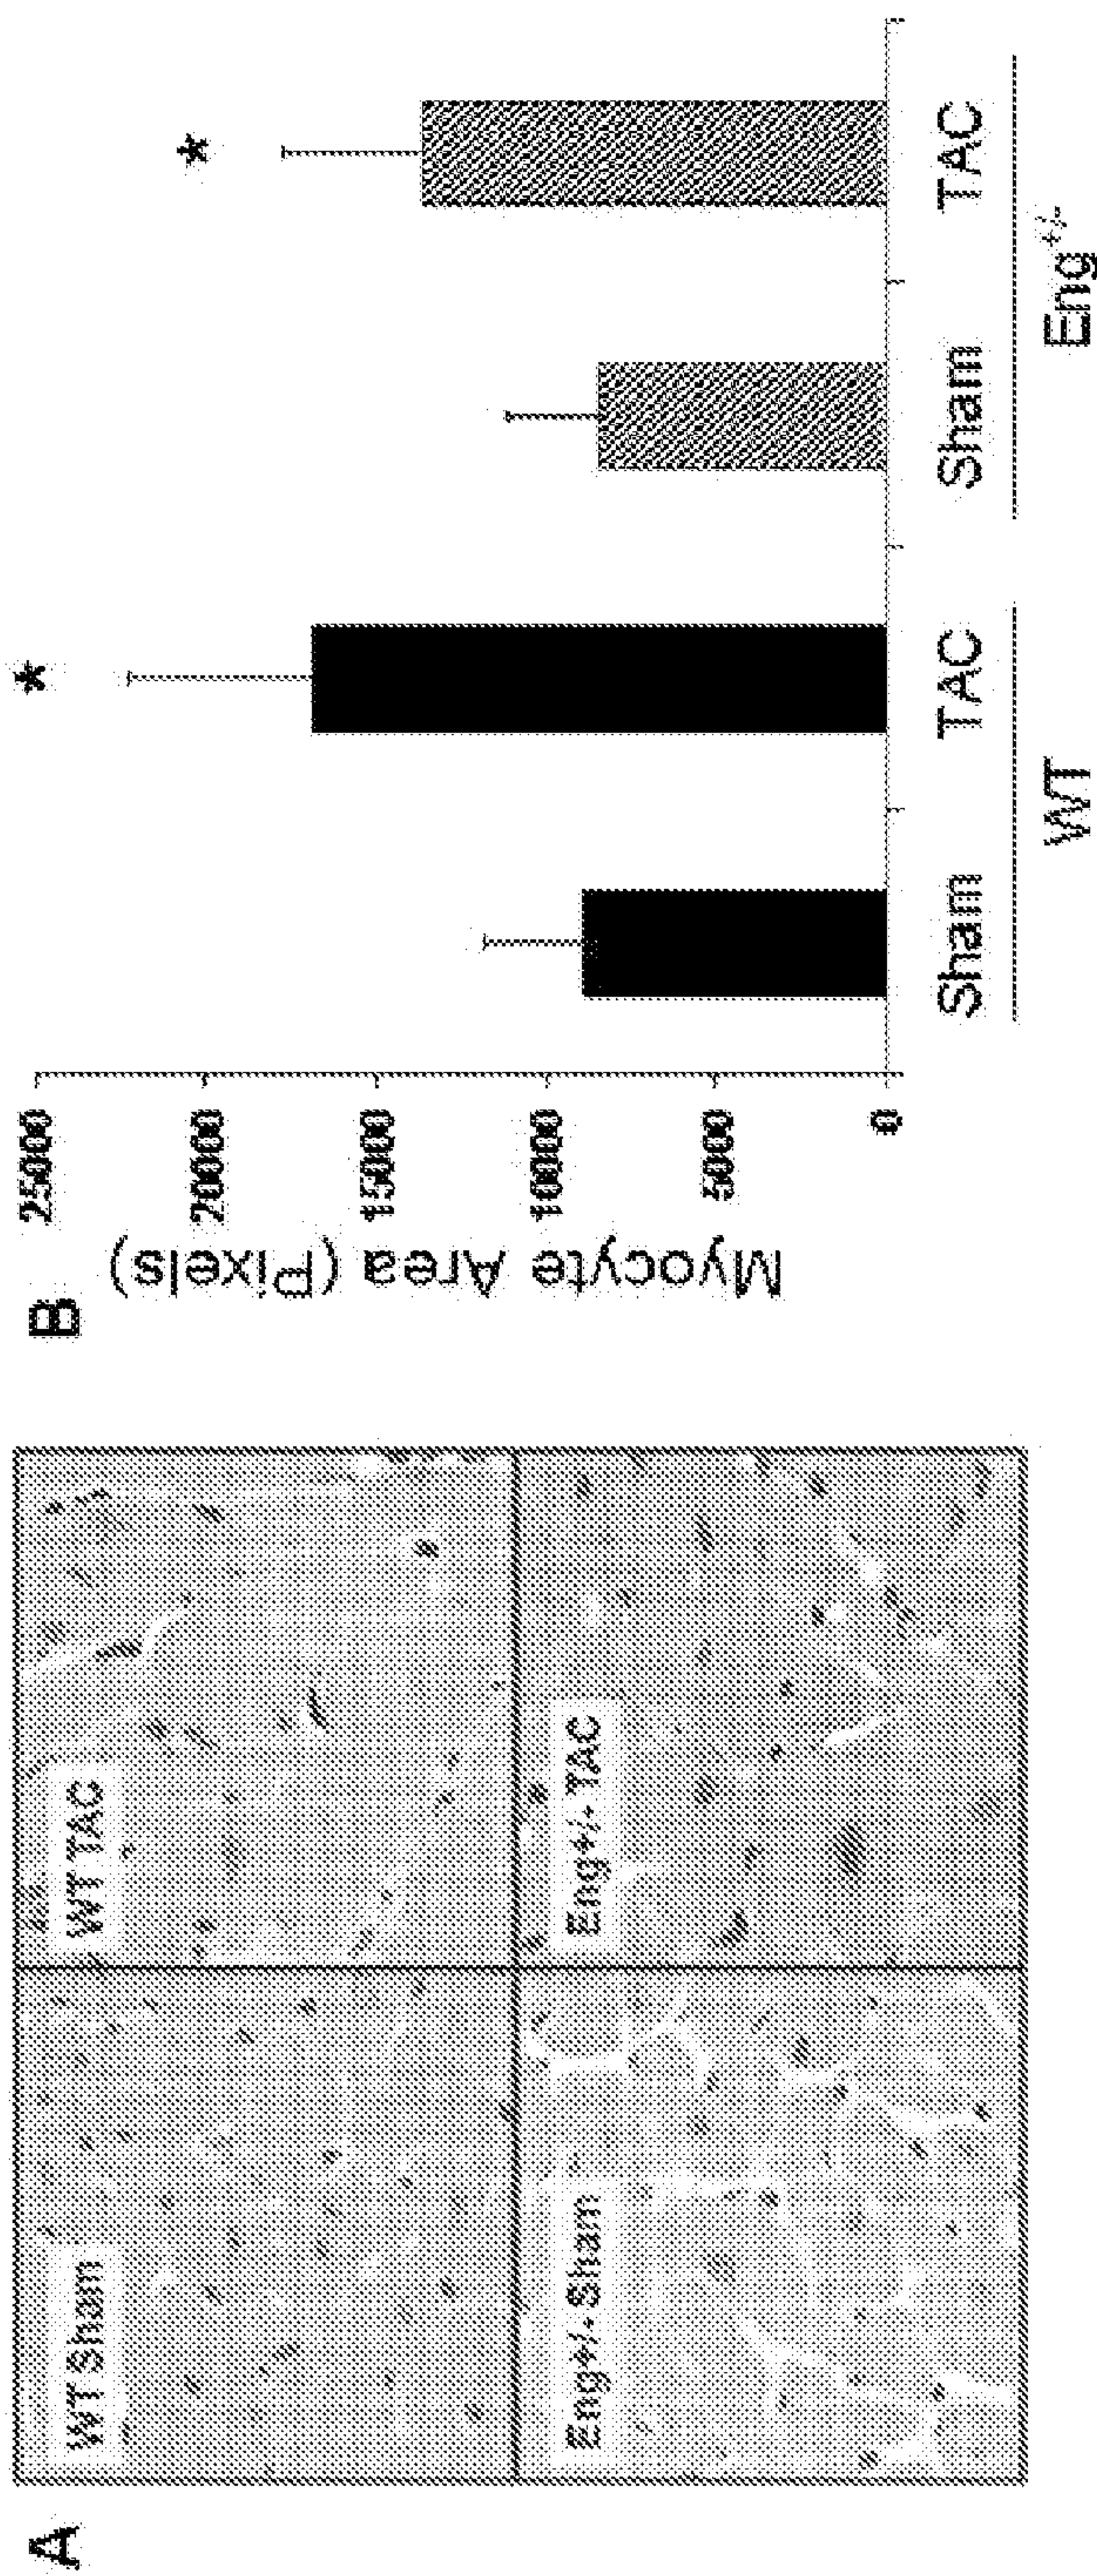 A
WT Sham
WT TAC
Eng+/- Sham
Eng+/- TAC
B
Myocyte Area (Pixels)
25000
20000
15000
10000
5000
0
*
*
Sham
TAC
Sham
TAC
WT
Eng+/-